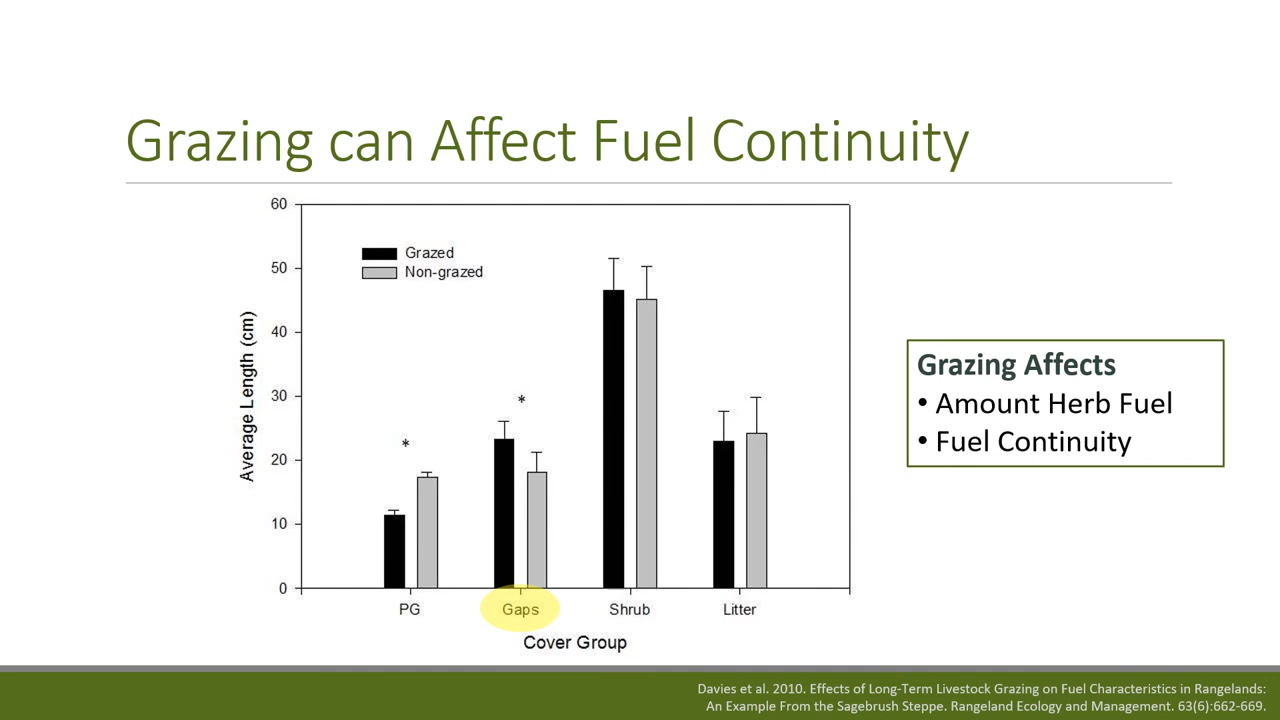 Grazing can Affect Fuel Continuity
60
50
40
30
20
10
0
Average Length (cm)
Grazed
Non-grazed
*
*
PG
Gaps
Shrub
Litter
Cover Group
Grazing Affects
• Amount Herb Fuel
• Fuel Continuity
Davies et al. 2010. Effects of Long-Term Livestock Grazing on Fuel Characteristics in Rangelands:
An Example From the Sagebrush Steppe. Rangeland Ecology and Management. 63(6):662-669.